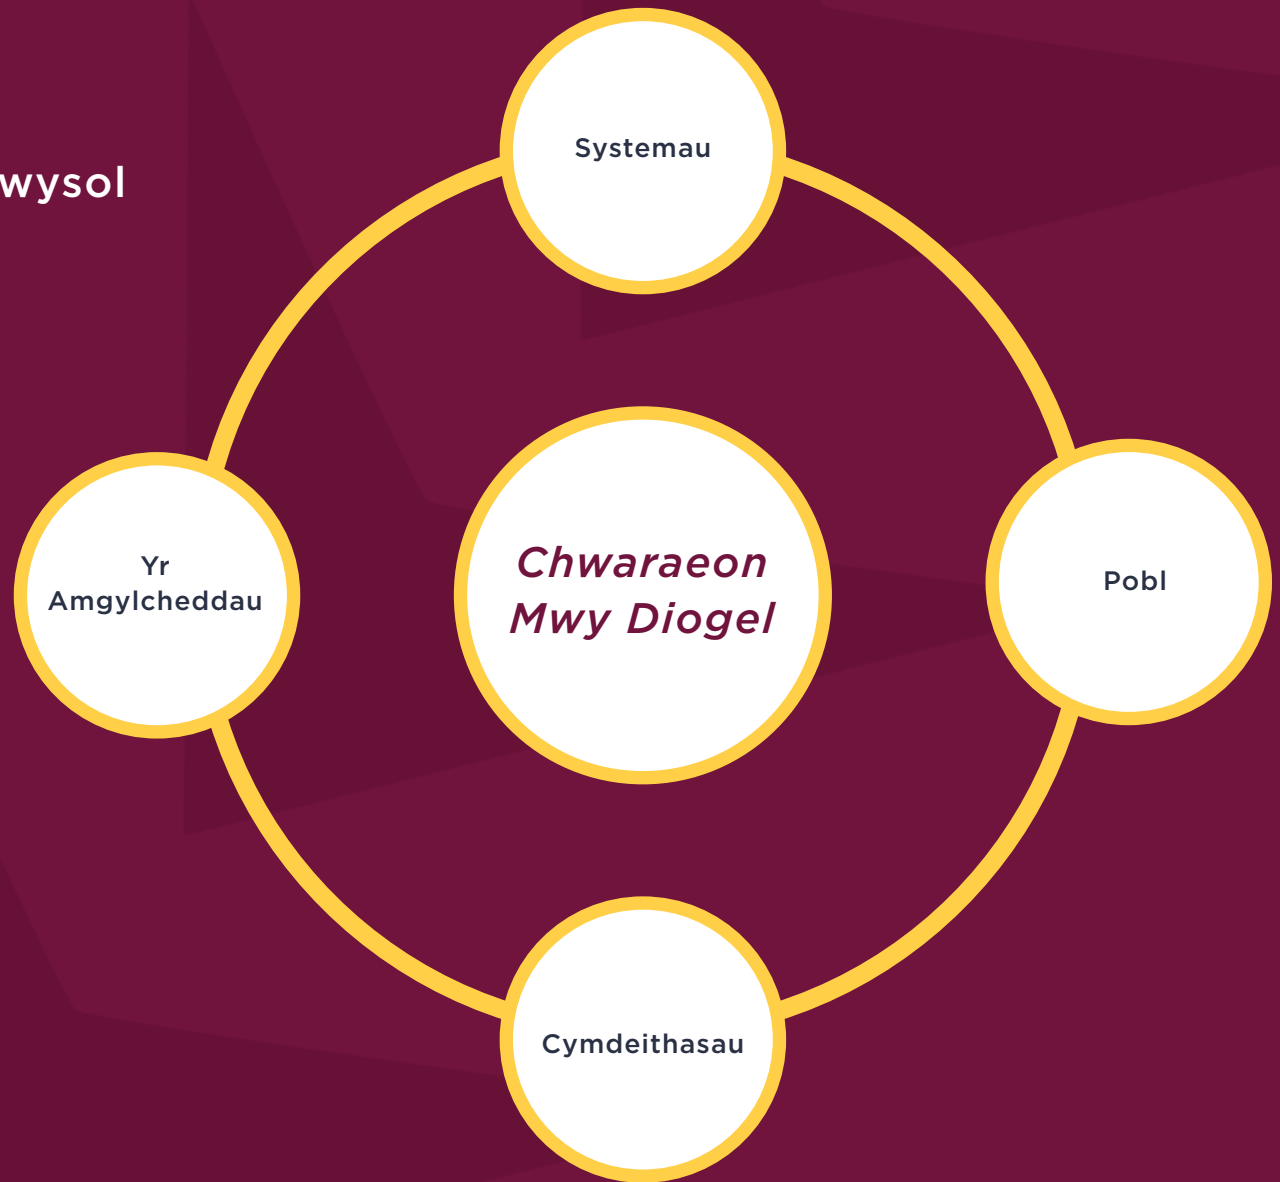 Systemau
wysol
Chwaraeon
Mwy Diogel
Yr
Amgylcheddau
Pobl
Cymdeithasau